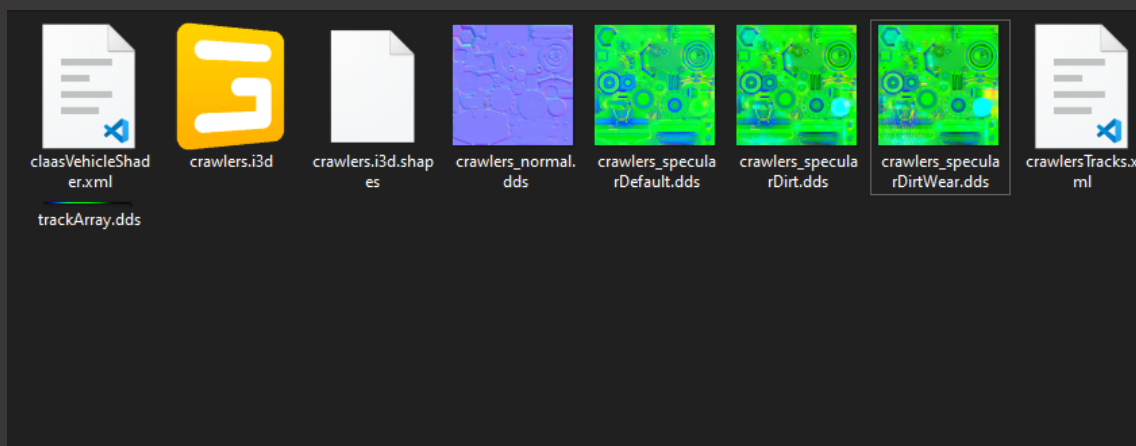 claasVehicleShad
er.xml
crawlers.i3d
crawlers.i3d.shap
es
crawlers_normal.
dds
crawlers_specula
rDefault.dds
crawlers_specula
rDirt.dds
crawlers_specula
rDirtWear.dds
crawlersTracks.x
ml
trackArray.dds